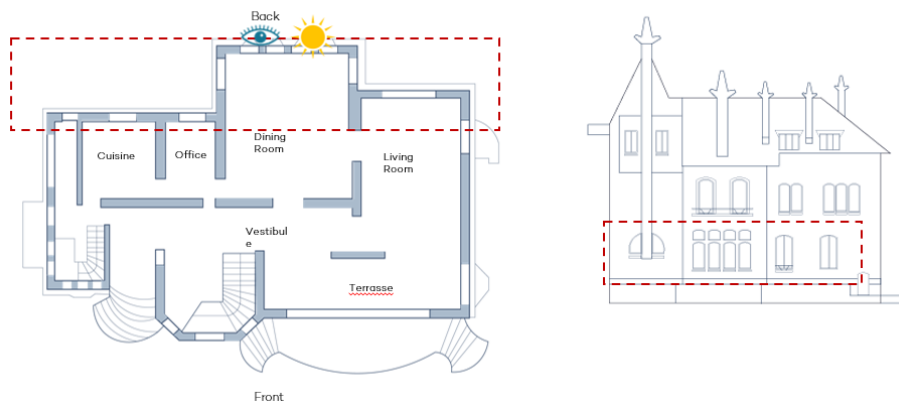 Back
Dining
Room
Cuisine
Office
Living
Room
Vestibul
e
Terrasse
Front